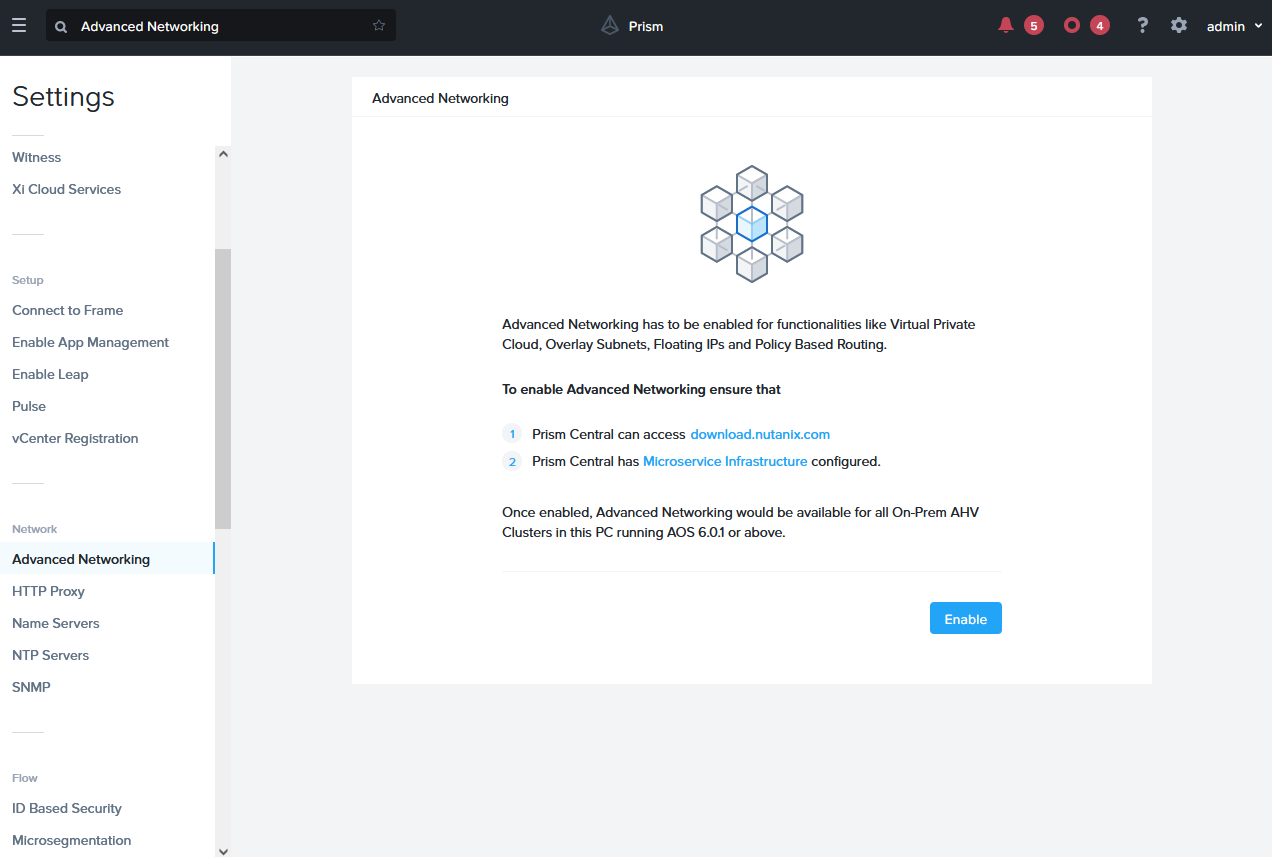 Advanced Networking
Prism
5
4
?
admin
Settings
Witness
Xi Cloud Services
Setup
Connect to Frame
Enable App Management
Enable Leap
Pulse
vCenter Registration
Network
Advanced Networking
HTTP Proxy
Name Servers
NTP Servers
SNMP
Flow
ID Based Security
Microsegmentation
Advanced Networking
Advanced Networking has to be enabled for functionalities like Virtual Private
Cloud, Overlay Subnets, Floating IPs and Policy Based Routing.
To enable Advanced Networking ensure that
1 Prism Central can access download.nutanix.com
2 Prism Central has Microservice Infrastructure configured.
Once enabled, Advanced Networking would be available for all On-Prem AHV
Clusters in this PC running AOS 6.0.1 or above.
Enable